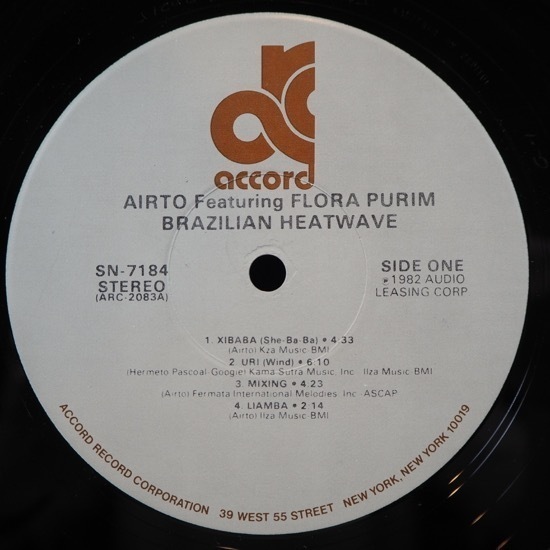 accord
AIRTO Featuring FLORA PURIM
BRAZILIAN HEATWAVE
SN-7184
STEREO
(ARC-2083A)
SIDE ONE
℗1982 AUDIO
LEASING CORP
1. XIBABA (She-Ba-Ba) • 4:33
(Airto) Kza Music BMI
2. URI (Wind) • 6:10
(Hermeto Pascoal-Googie) Kama Sutra Music, Inc. Ilza Music BMI
3. MIXING • 4:23
(Airto) Fermata International Melodies, Inc. ASCAP
4. LIAMBA • 2:14
(Airto) Ilza Music BMI
ACCORD RECORD CORPORATION 39 WEST 55 STREET NEW YORK, NEW YORK 10019